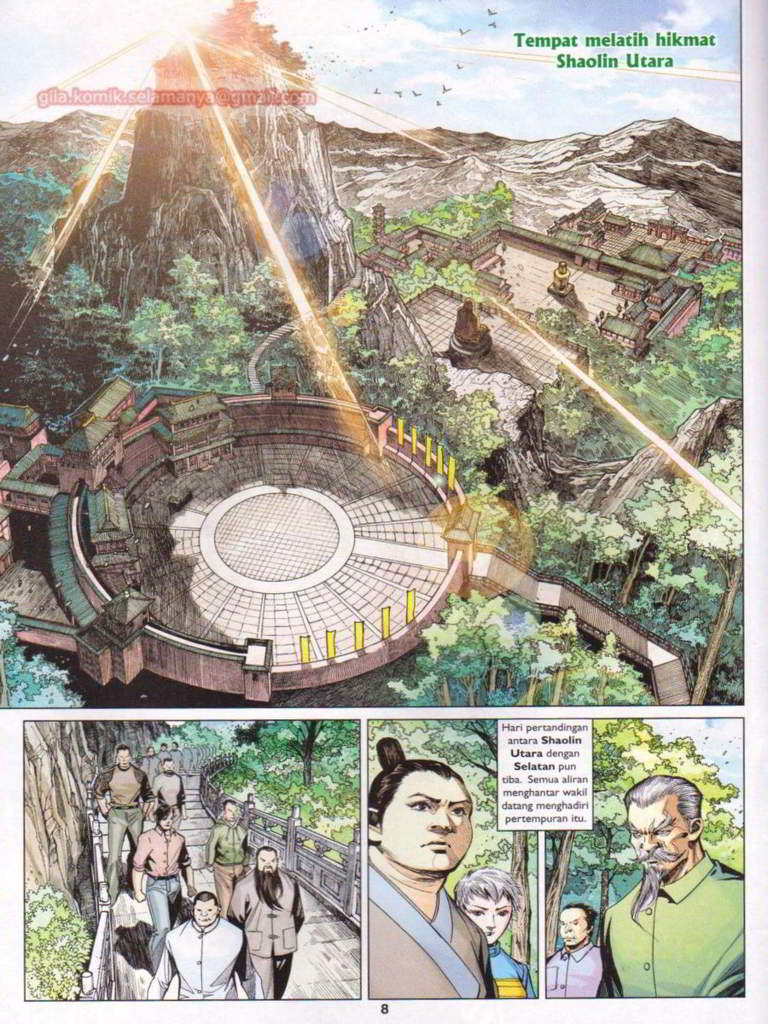 Tempat melatih hikmat
Shaolin Utara
gila.komik.selamanya@gmail.com
Hari pertandingan
antara Shaolin
Utara dengan
Selatan pun
tiba. Semua aliran
menghantar wakil
datang menghadiri
pertempuran itu.
8